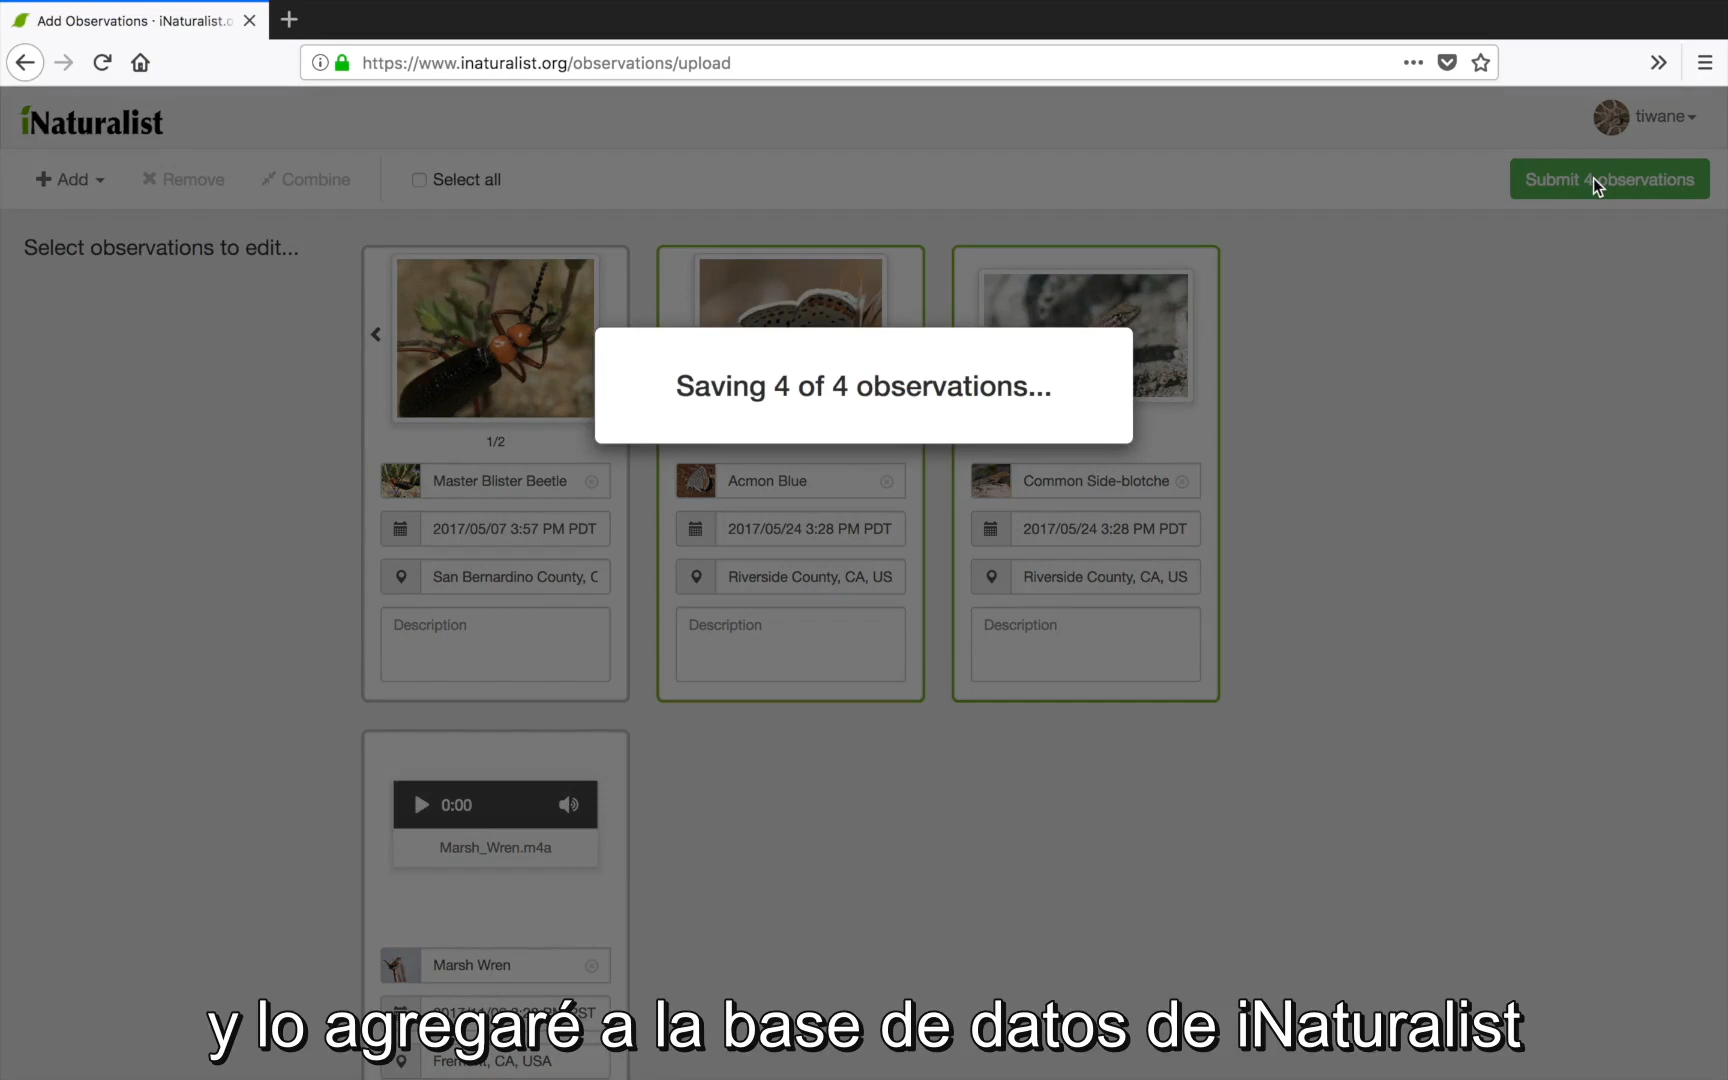 Add Observations · iNaturalist.o
https://www.inaturalist.org/observations/upload
iNaturalist
tiwane
Add
Remove
Combine
Select all
Submit 4 observations
Select observations to edit...
Saving 4 of 4 observations...
1/2
Master Blister Beetle
2017/05/07 3:57 PM PDT
San Bernardino County, C
Description
Acmon Blue
2017/05/24 3:28 PM PDT
Riverside County, CA, US
Description
Common Side-blotche
2017/05/24 3:28 PM PDT
Riverside County, CA, US
Description
0:00
Marsh_Wren.m4a
Marsh Wren
PST
Fremont, CA, USA
y lo agregaré a la base de datos de iNaturalist